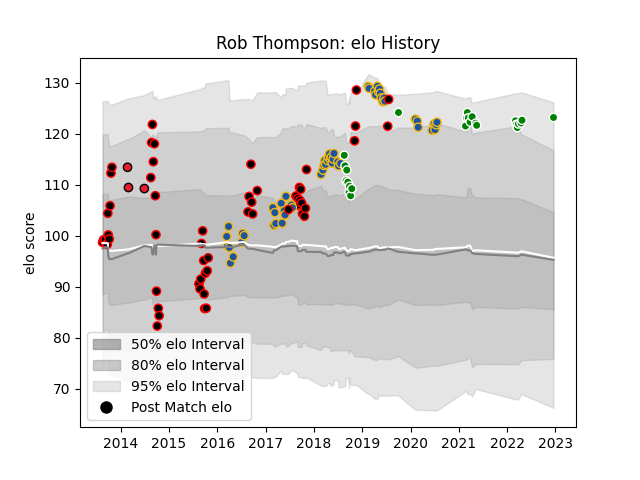 Rob Thompson: elo History
elo score
130
120
110
100
90
80
70
50% elo Interval
80% elo Interval
95% elo Interval
Post Match elo
2014 2015 2016 2017 2018 2019 2020 2021 2022 2023